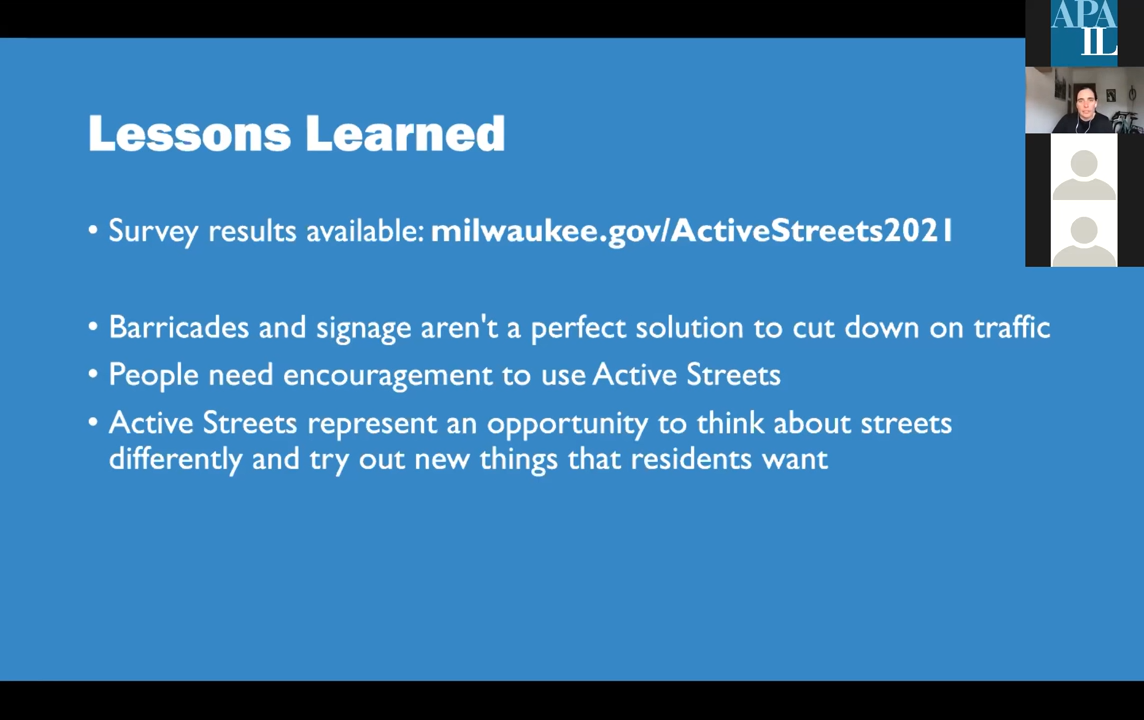 APA
IL
Lessons Learned
• Survey results available: milwaukee.gov/ActiveStreets2021
• Barricades and signage aren't a perfect solution to cut down on traffic
• People need encouragement to use Active Streets
• Active Streets represent an opportunity to think about streets
differently and try out new things that residents want